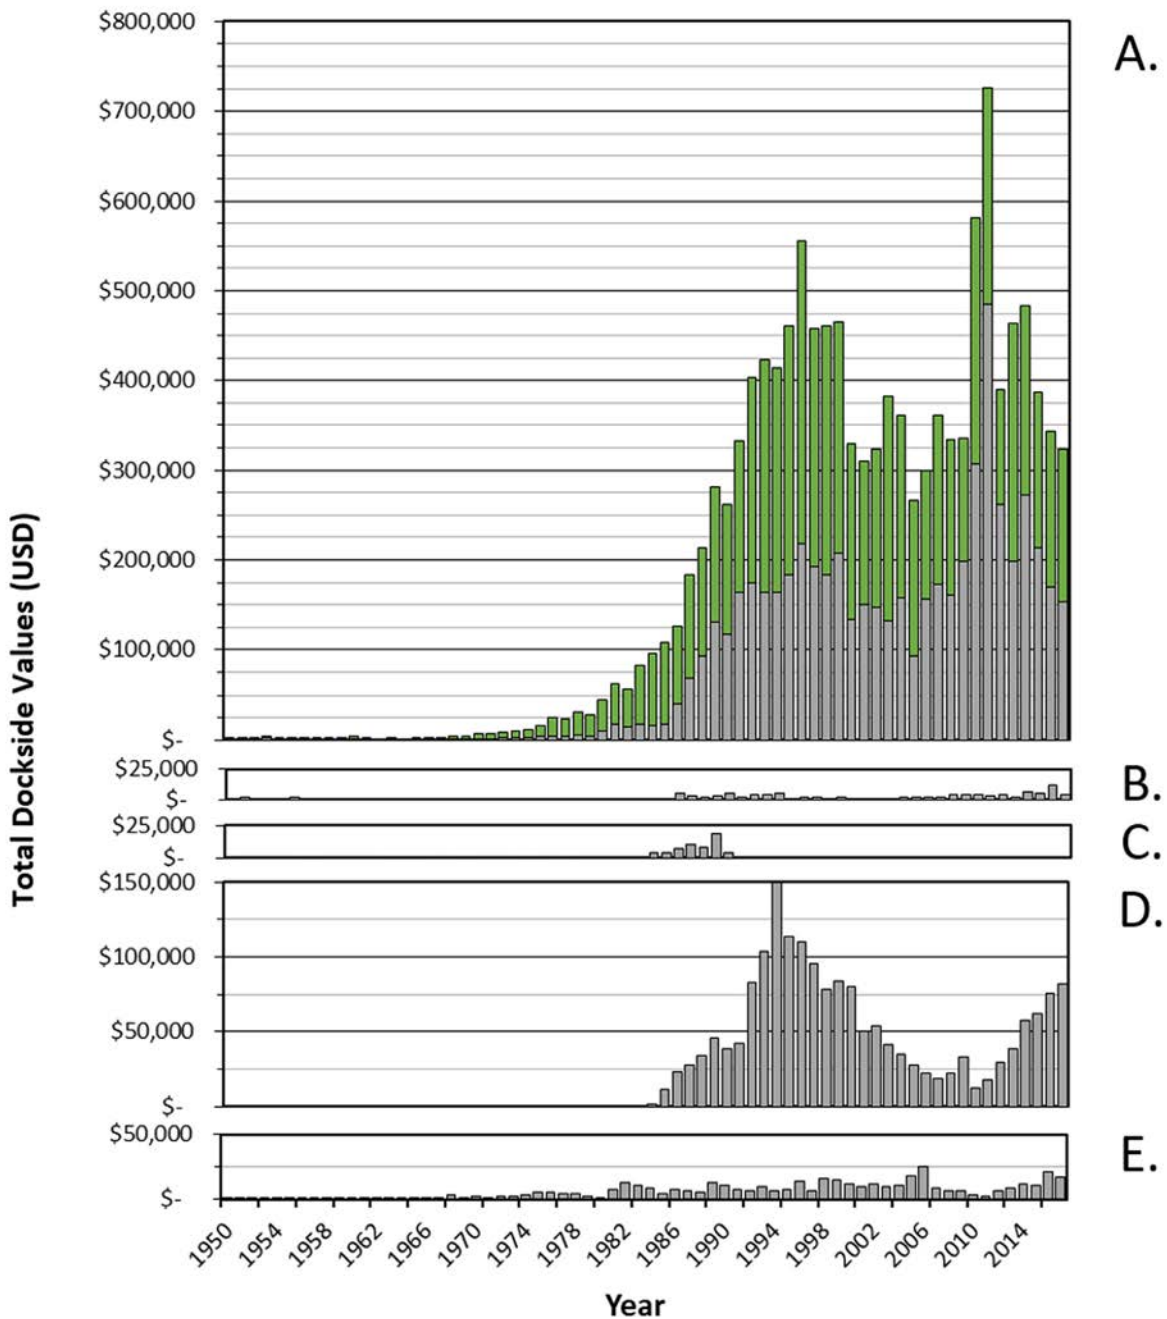 Total Dockside Values (USD)
$800,000
$700,000
$600,000
$500,000
$400,000
$300,000
$200,000
$100,000
$-
A.
$25,000
$-
B.
$25,000
$-
C.
$150,000
$100,000
$50,000
$-
D.
$50,000
$-
E.
1950 1954 1958 1962 1966 1970 1974 1978 1982 1986 1990 1994 1998 2002 2006 2010 2014
Year